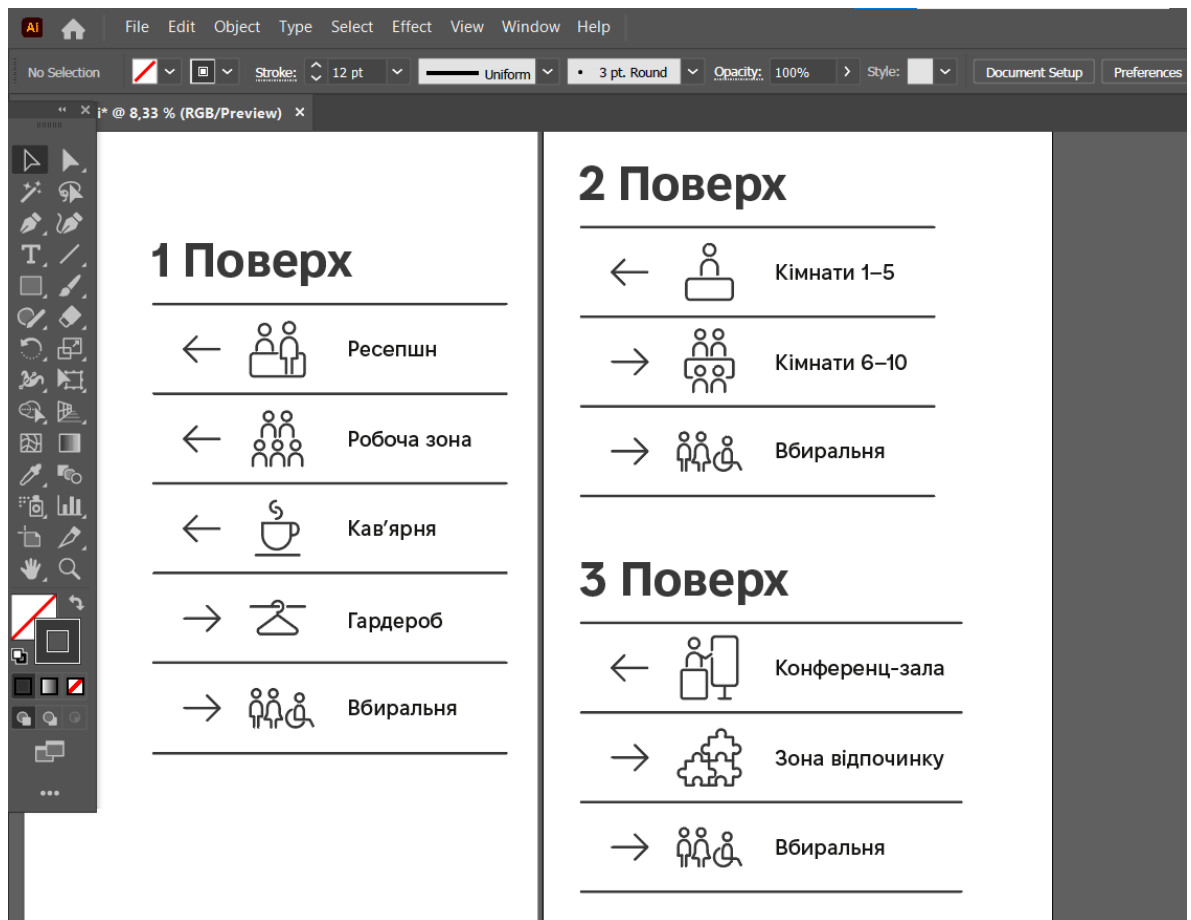 Ai File Edit Object Type Select Effect View Window Help
No Selection Stroke: 12 pt Uniform 3 pt. Round Opacity: 100% Style: Document Setup Preferences
i* @ 8,33 % (RGB/Preview) ×
1 Поверх
Ресепшн
Робоча зона
Кав’ярня
Гардероб
Вбиральня
2 Поверх
Кімнати 1–5
Кімнати 6–10
Вбиральня
3 Поверх
Конференц-зала
Зона відпочинку
Вбиральня